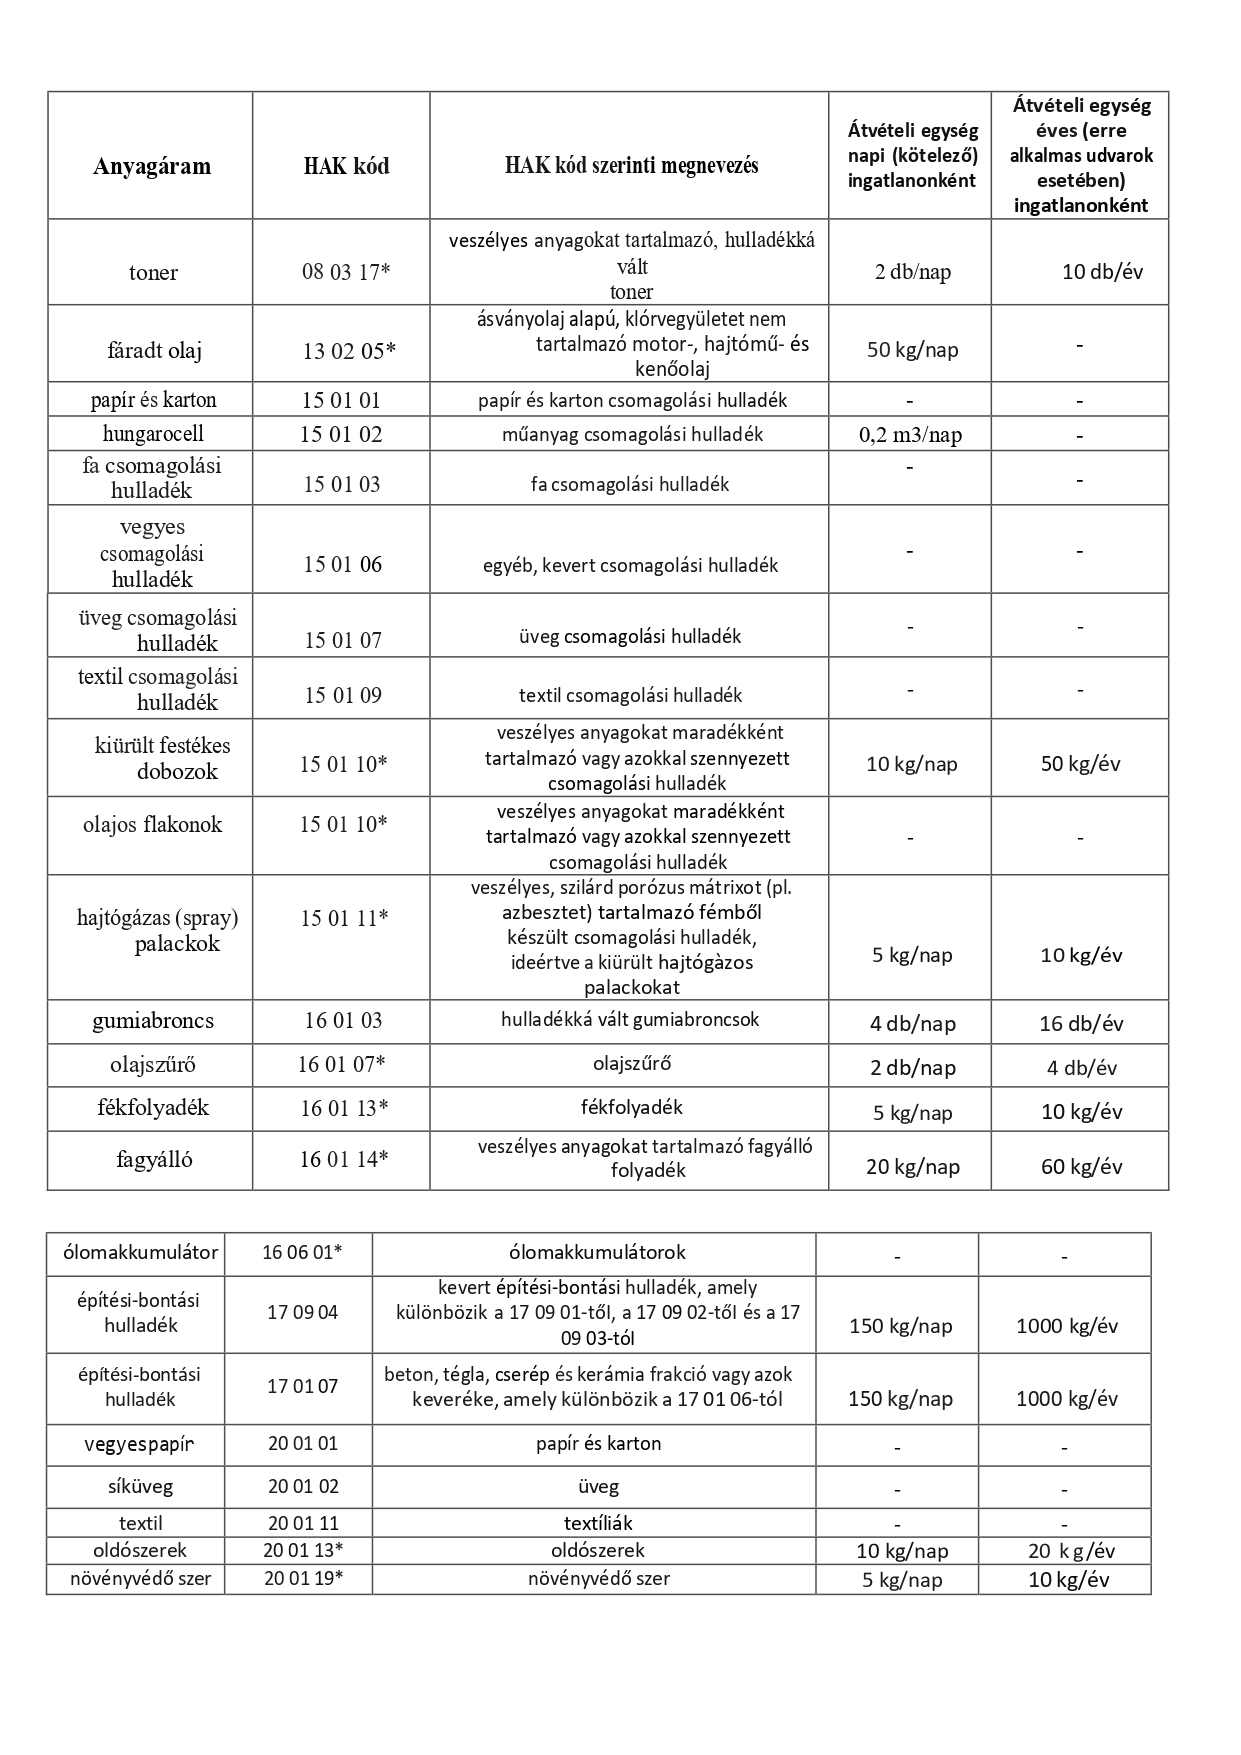 Anyagáram
HAK kód
HAK kód szerinti megnevezés
Átvételi egység
napi (kötelező)
ingatlanonként
Átvételi egység
éves (erre
alkalmas udvarok
esetében)
ingatlanonként
toner
08 03 17*
veszélyes anyagokat tartalmazó, hulladékká
vált
toner
2 db/nap
10 db/év
fáradt olaj
13 02 05*
ásványolaj alapú, klórvegyületet nem
tartalmazó motor-, hajtómű- és
kenőolaj
50 kg/nap
-
papír és karton
15 01 01
papír és karton csomagolási hulladék
-
-
hungarocell
15 01 02
műanyag csomagolási hulladék
0,2 m3/nap
-
fa csomagolási
hulladék
15 01 03
fa csomagolási hulladék
-
-
vegyes
csomagolási
hulladék
15 01 06
egyéb, kevert csomagolási hulladék
-
-
üveg csomagolási
hulladék
15 01 07
üveg csomagolási hulladék
-
-
textil csomagolási
hulladék
15 01 09
textil csomagolási hulladék
-
-
kiürült festékes
dobozok
15 01 10*
veszélyes anyagokat maradékként
tartalmazó vagy azokkal szennyezett
csomagolási hulladék
10 kg/nap
50 kg/év
olajos flakonok
15 01 10*
veszélyes anyagokat maradékként
tartalmazó vagy azokkal szennyezett
csomagolási hulladék
-
-
hajtógázas (spray)
palackok
15 01 11*
veszélyes, szilárd porózus mátrixot (pl.
azbesztet) tartalmazó fémből
készült csomagolási hulladék,
ideértve a kiürült hajtógàzos
palackokat
5 kg/nap
10 kg/év
gumiabroncs
16 01 03
hulladékká vált gumiabroncsok
4 db/nap
16 db/év
olajszűrő
16 01 07*
olajszűrő
2 db/nap
4 db/év
fékfolyadék
16 01 13*
fékfolyadék
5 kg/nap
10 kg/év
fagyálló
16 01 14*
veszélyes anyagokat tartalmazó fagyálló
folyadék
20 kg/nap
60 kg/év
ólomakkumulátor
16 06 01*
ólomakkumulátorok
-
-
építési-bontási
hulladék
17 09 04
kevert építési-bontási hulladék, amely
különbözik a 17 09 01-től, a 17 09 02-től és a 17
09 03-tól
150 kg/nap
1000 kg/év
építési-bontási
hulladék
17 01 07
beton, tégla, cserép és kerámia frakció vagy azok
keveréke, amely különbözik a 17 01 06-tól
150 kg/nap
1000 kg/év
vegyespapír
20 01 01
papír és karton
-
-
síküveg
20 01 02
üveg
-
-
textil
20 01 11
textíliák
-
-
oldószerek
20 01 13*
oldószerek
10 kg/nap
20 k g/év
növényvédő szer
20 01 19*
növényvédő szer
5 kg/nap
10 kg/év